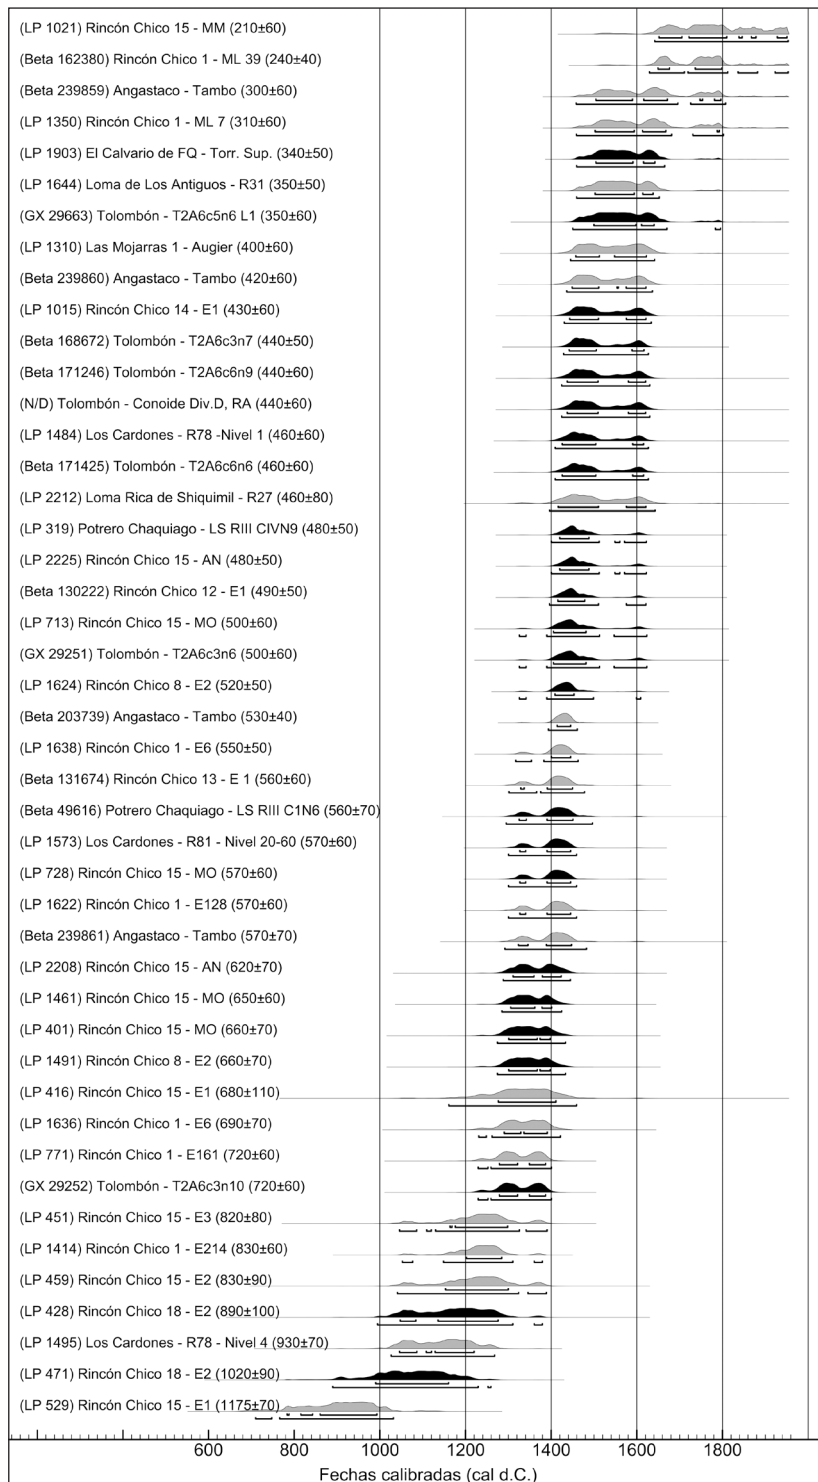 (LP 1021) Rincón Chico 15 - MM (210±60)
(Beta 162380) Rincón Chico 1 - ML 39 (240±40)
(Beta 239859) Angastaco - Tambo (300±60)
(LP 1350) Rincón Chico 1 - ML 7 (310±60)
(LP 1903) El Calvario de FQ - Torr. Sup. (340±50)
(LP 1644) Loma de Los Antiguos - R31 (350±50)
(GX 29663) Tolombón - T2A6c5n6 L1 (350±60)
(LP 1310) Las Mojarras 1 - Augier (400±60)
(Beta 239860) Angastaco - Tambo (420±60)
(LP 1015) Rincón Chico 14 - E1 (430±60)
(Beta 168672) Tolombón - T2A6c3n7 (440±50)
(Beta 171246) Tolombón - T2A6c6n9 (440±60)
(N/D) Tolombón - Conoide Div.D, RA (440±60)
(LP 1484) Los Cardones - R78 -Nivel 1 (460±60)
(Beta 171425) Tolombón - T2A6c6n6 (460±60)
(LP 2212) Loma Rica de Shiquimil - R27 (460±80)
(LP 319) Potrero Chaquiago - LS RIII CIVN9 (480±50)
(LP 2225) Rincón Chico 15 - AN (480±50)
(Beta 130222) Rincón Chico 12 - E1 (490±50)
(LP 713) Rincón Chico 15 - MO (500±60)
(GX 29251) Tolombón - T2A6c3n6 (500±60)
(LP 1624) Rincón Chico 8 - E2 (520±50)
(Beta 203739) Angastaco - Tambo (530±40)
(LP 1638) Rincón Chico 1 - E6 (550±50)
(Beta 131674) Rincón Chico 13 - E 1 (560±60)
(Beta 49616) Potrero Chaquiago - LS RIII C1N6 (560±70)
(LP 1573) Los Cardones - R81 - Nivel 20-60 (570±60)
(LP 728) Rincón Chico 15 - MO (570±60)
(LP 1622) Rincón Chico 1 - E128 (570±60)
(Beta 239861) Angastaco - Tambo (570±70)
(LP 2208) Rincón Chico 15 - AN (620±70)
(LP 1461) Rincón Chico 15 - MO (650±60)
(LP 401) Rincón Chico 15 - MO (660±70)
(LP 1491) Rincón Chico 8 - E2 (660±70)
(LP 416) Rincón Chico 15 - E1 (680±110)
(LP 1636) Rincón Chico 1 - E6 (690±70)
(LP 771) Rincón Chico 1 - E161 (720±60)
(GX 29252) Tolombón - T2A6c3n10 (720±60)
(LP 451) Rincón Chico 15 - E3 (820±80)
(LP 1414) Rincón Chico 1 - E214 (830±60)
(LP 459) Rincón Chico 15 - E2 (830±90)
(LP 428) Rincón Chico 18 - E2 (890±100)
(LP 1495) Los Cardones - R78 - Nivel 4 (930±70)
(LP 471) Rincón Chico 18 - E2 (1020±90)
(LP 529) Rincón Chico 15 - E1 (1175±70)
600 800 1000 1200 1400 1600 1800
Fechas calibradas (cal d.C.)